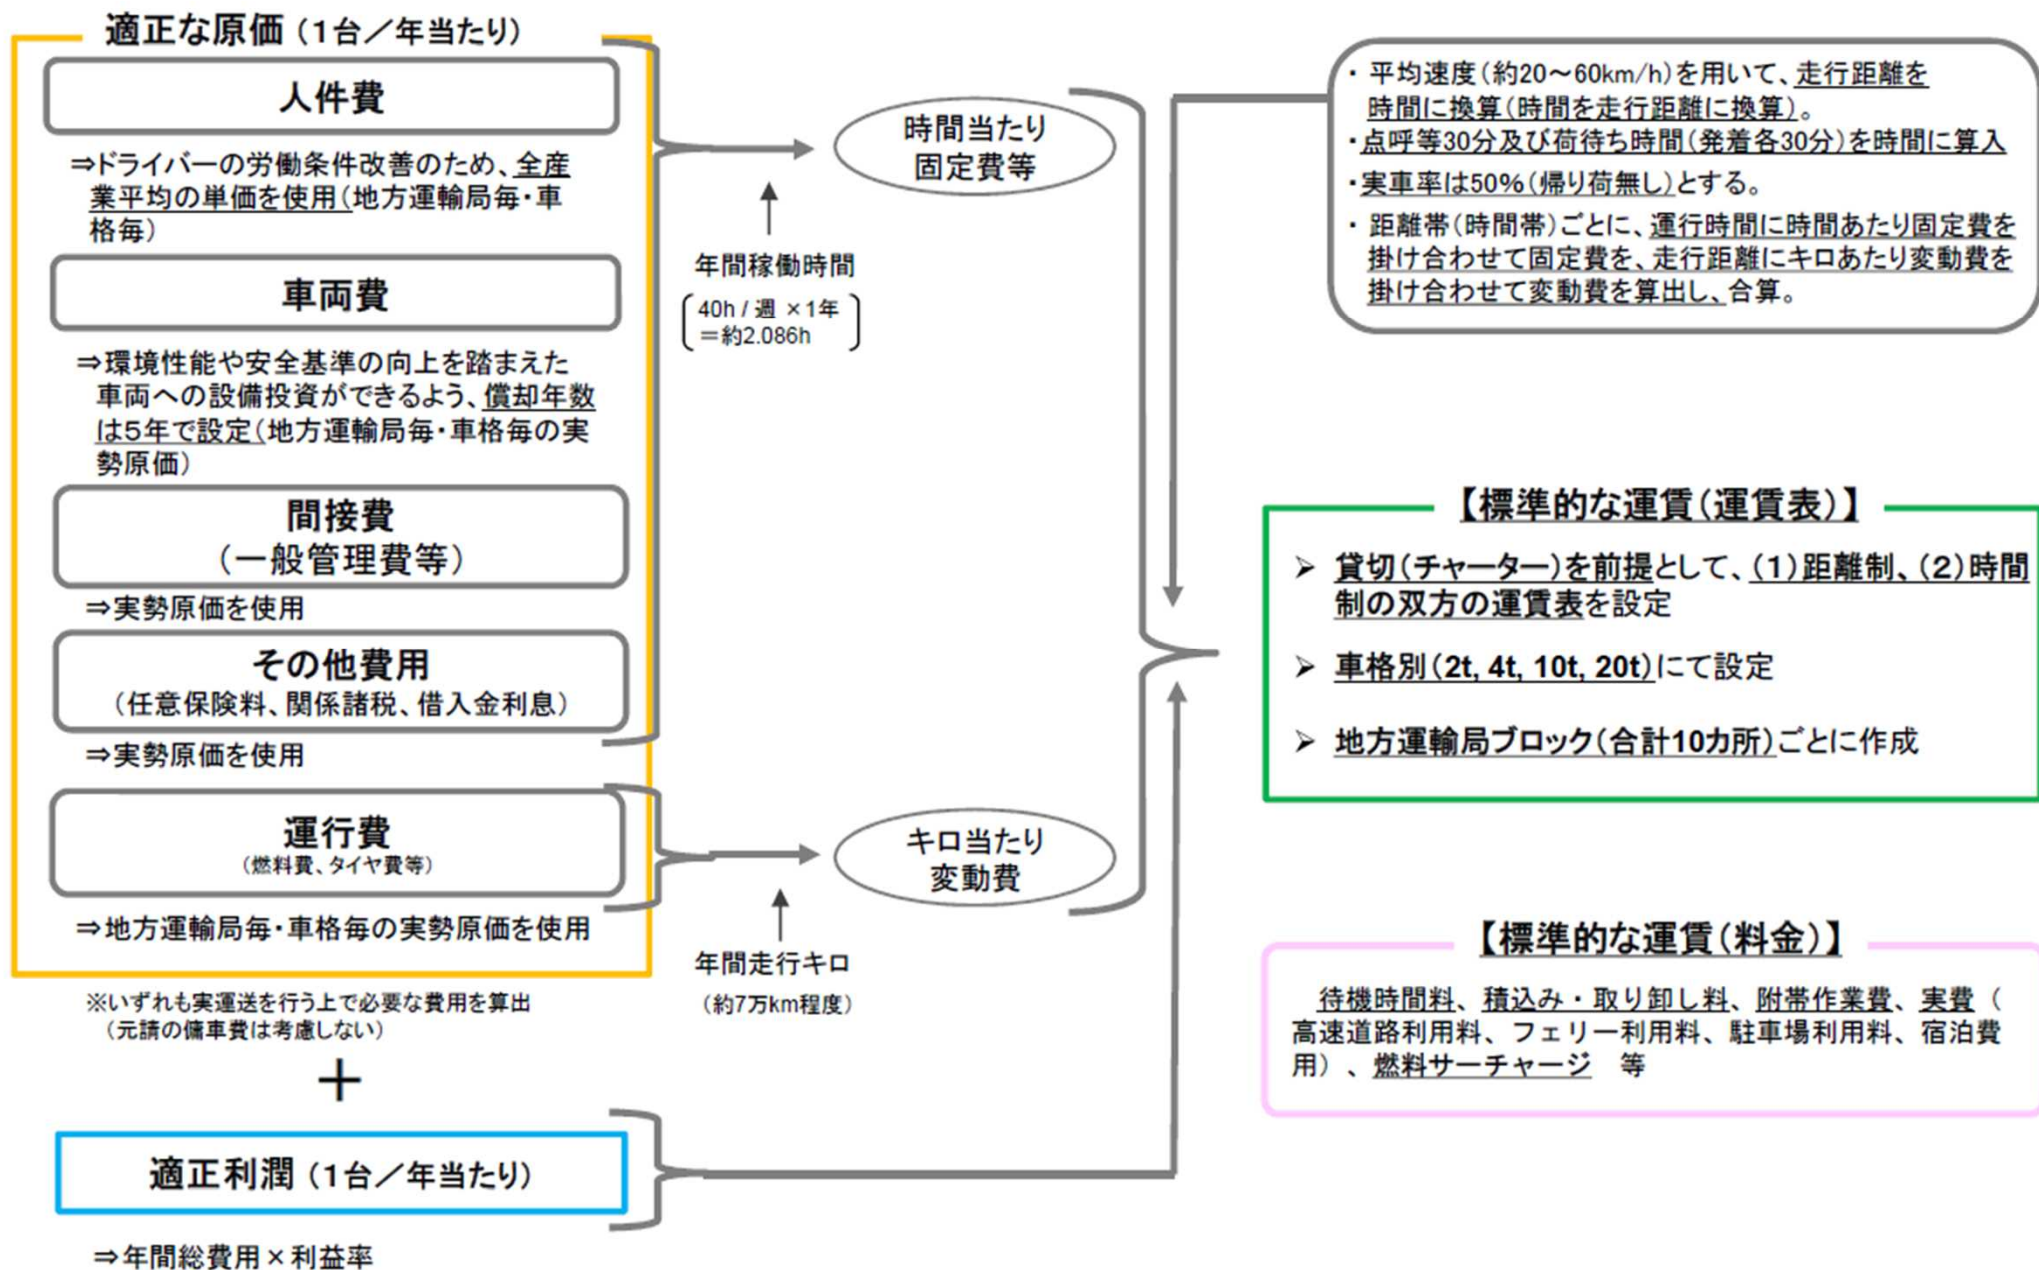 適正な原価（１台／年当たり）
人件費
⇒ドライバーの労働条件改善のため、全産
業平均の単価を使用（地方運輸局毎・車
格毎）
車両費
⇒環境性能や安全基準の向上を踏まえた
車両への設備投資ができるよう、償却年数
は５年で設定（地方運輸局毎・車格毎の実
勢原価）
間接費
（一般管理費等）
⇒実勢原価を使用
その他費用
（任意保険料、関係諸税、借入金利息）
⇒実勢原価を使用
運行費
（燃料費、タイヤ費等）
⇒地方運輸局毎・車格毎の実勢原価を使用
※いずれも実運送を行う上で必要な費用を算出
（元請の傭車費は考慮しない）
＋
適正利潤（１台／年当たり）
⇒年間総費用×利益率
時間当たり
固定費等
年間稼働時間
40h / 週 ×1年
＝約2.086h
キロ当たり
変動費
年間走行キロ
（約7万km程度）
・ 平均速度（約20～60km/h）を用いて、走行距離を
時間に換算（時間を走行距離に換算）。
・点呼等30分及び荷待ち時間（発着各30分）を時間に算入
・実車率は50%（帰り荷無し）とする。
・ 距離帯（時間帯）ごとに、運行時間に時間あたり固定費を
掛け合わせて固定費を、走行距離にキロあたり変動費を
掛け合わせて変動費を算出し、合算。
【標準的な運賃（運賃表）】
➢ 貸切（チャーター）を前提として、（１）距離制、（２）時間
制の双方の運賃表を設定
➢ 車格別（2t, 4t, 10t, 20t）にて設定
➢ 地方運輸局ブロック（合計10カ所）ごとに作成
【標準的な運賃（料金）】
待機時間料、積込み・取り卸し料、附帯作業費、実費（
高速道路利用料、フェリー利用料、駐車場利用料、宿泊費
用）、燃料サーチャージ　等